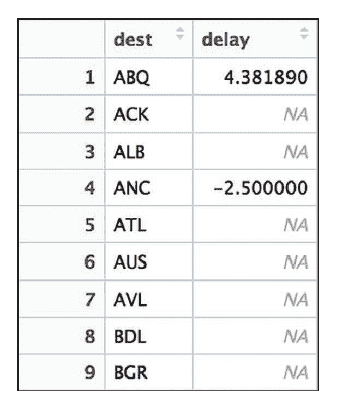 dest delay
1 ABQ 4.381890
2 ACK NA
3 ALB NA
4 ANC -2.500000
5 ATL NA
6 AUS NA
7 AVL NA
8 BDL NA
9 BGR NA